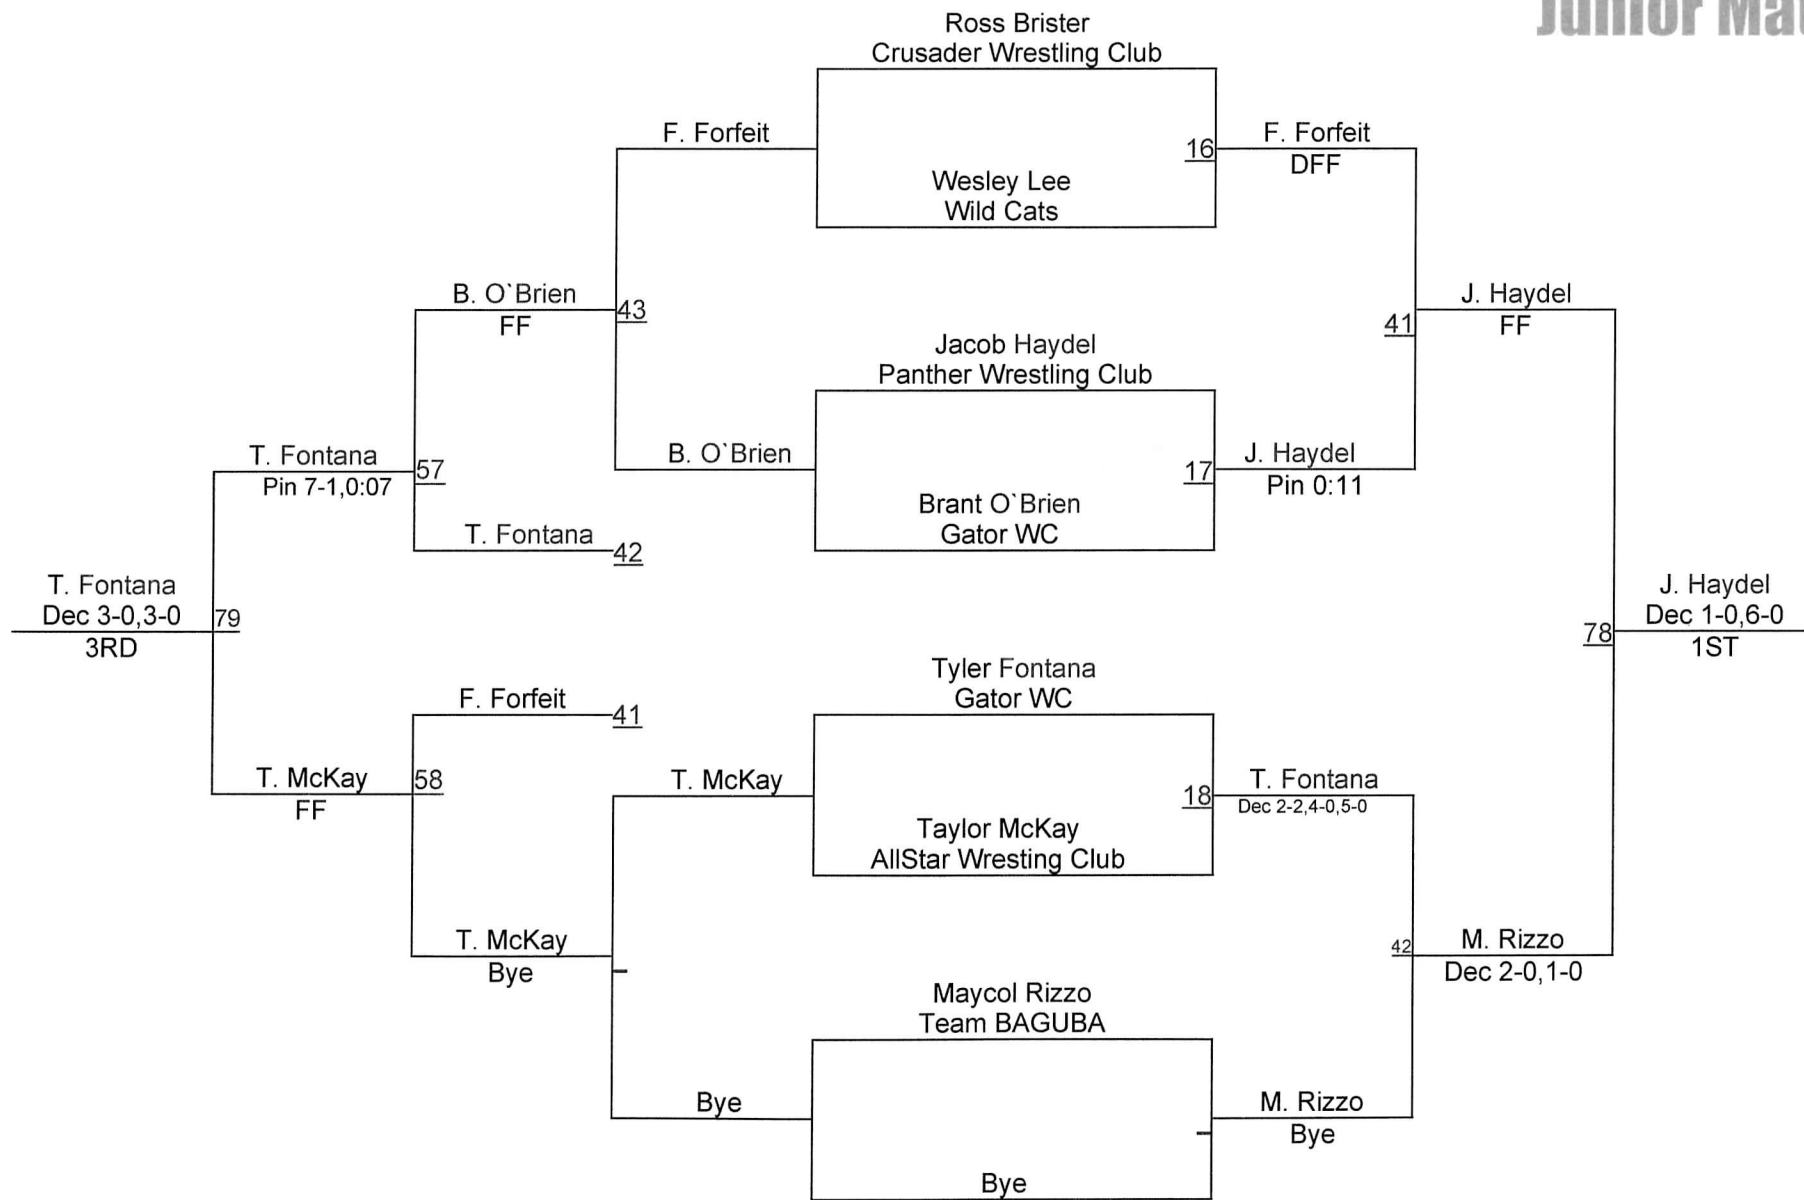 Junior Mat
Ross Brister
Crusader Wrestling Club
F. Forfeit
16
F. Forfeit
DFF
Wesley Lee
Wild Cats
B. O`Brien
FF
43
J. Haydel
FF
41
Jacob Haydel
Panther Wrestling Club
T. Fontana
Pin 7-1,0:07
57
B. O`Brien
17
J. Haydel
Pin 0:11
Brant O`Brien
Gator WC
T. Fontana
42
T. Fontana
Dec 3-0,3-0
3RD
79
78
J. Haydel
Dec 1-0,6-0
1ST
Tyler Fontana
Gator WC
F. Forfeit
41
T. McKay
FF
58
T. McKay
18
T. Fontana
Dec 2-2,4-0,5-0
Taylor McKay
AllStar Wresting Club
T. McKay
Bye
42
M. Rizzo
Dec 2-0,1-0
Maycol Rizzo
Team BAGUBA
Bye
M. Rizzo
Bye
Bye